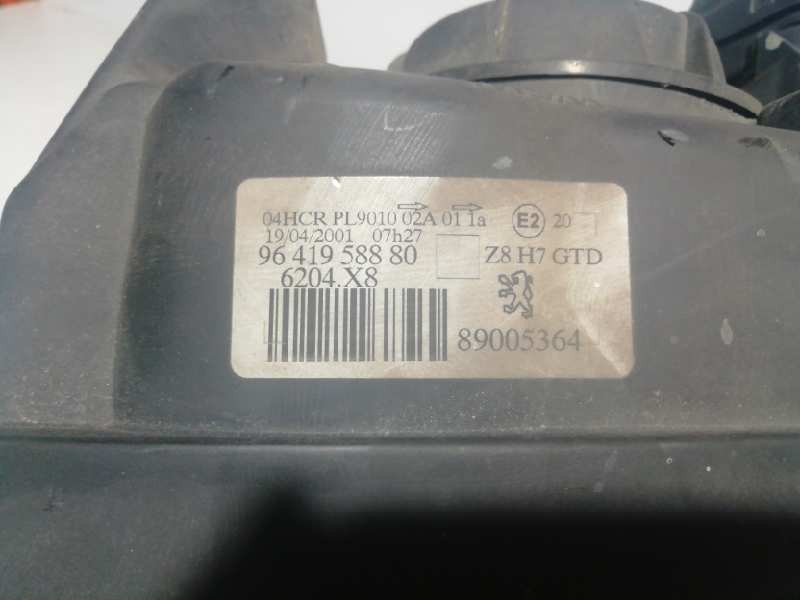 04HCR PL9010 02A 01 1a E2 20
19/04/2001 07h27
96 419 588 80 Z8 H7 GTD
6204.X8
89005364